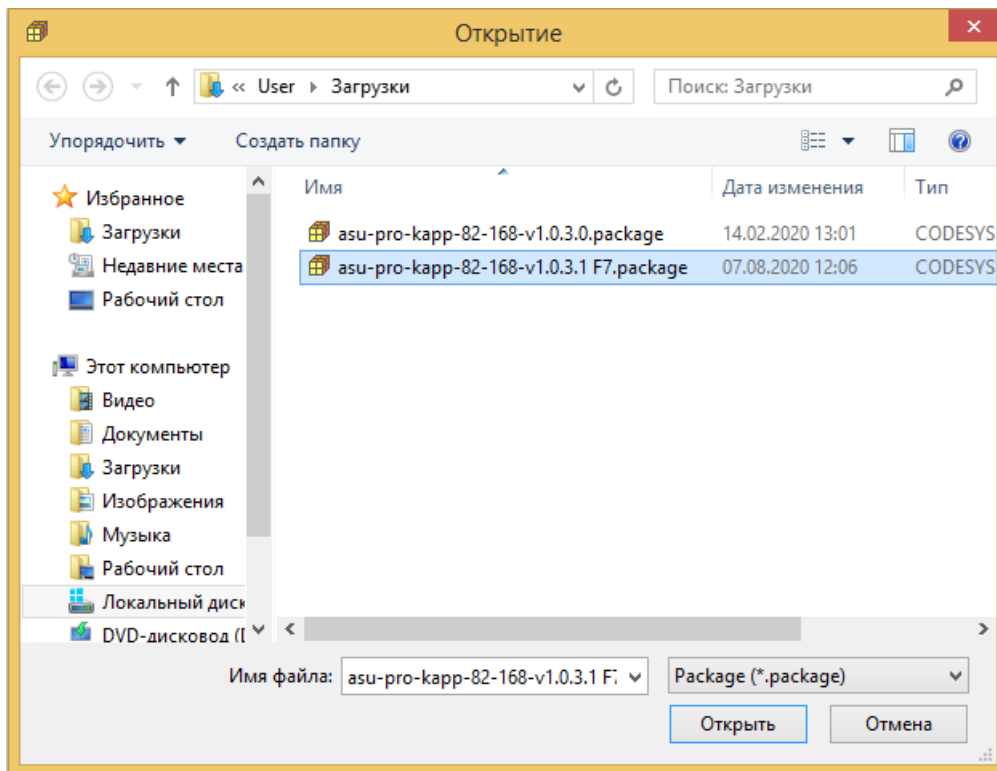 Открытие
« User Загрузки
Поиск: Загрузки
Упорядочить
Создать папку
Имя
Дата изменения
Тип
Избранное
Загрузки
Недавние места
Рабочий стол
Этот компьютер
Видео
Документы
Загрузки
Изображения
Музыка
Рабочий стол
Локальный диск
DVD-дисковод (
asu-pro-kapp-82-168-v1.0.3.0.package 14.02.2020 13:01 CODESYS
asu-pro-kapp-82-168-v1.0.3.1 F7.package 07.08.2020 12:06 CODESYS
Имя файла: asu-pro-kapp-82-168-v1.0.3.1 F7
Package (*.package)
Открыть
Отмена